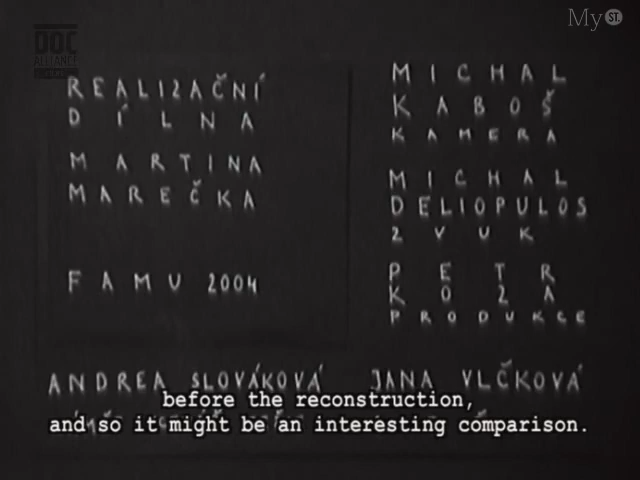 My ST.
DOC
ALLIANCE
REALIZAČNÍ
DÍLNA
MARTINA
MAREČKA
FAMU 2004
MICHAL
KABOŠ
KAMERA
MICHAL
DELIOPULOS
ZVUK
PETR
KOZA
PRODUKCE
ANDREA SLOVÁKOVÁ JANA VLČKOVÁ
before the reconstruction,
and so it might be an interesting comparison.